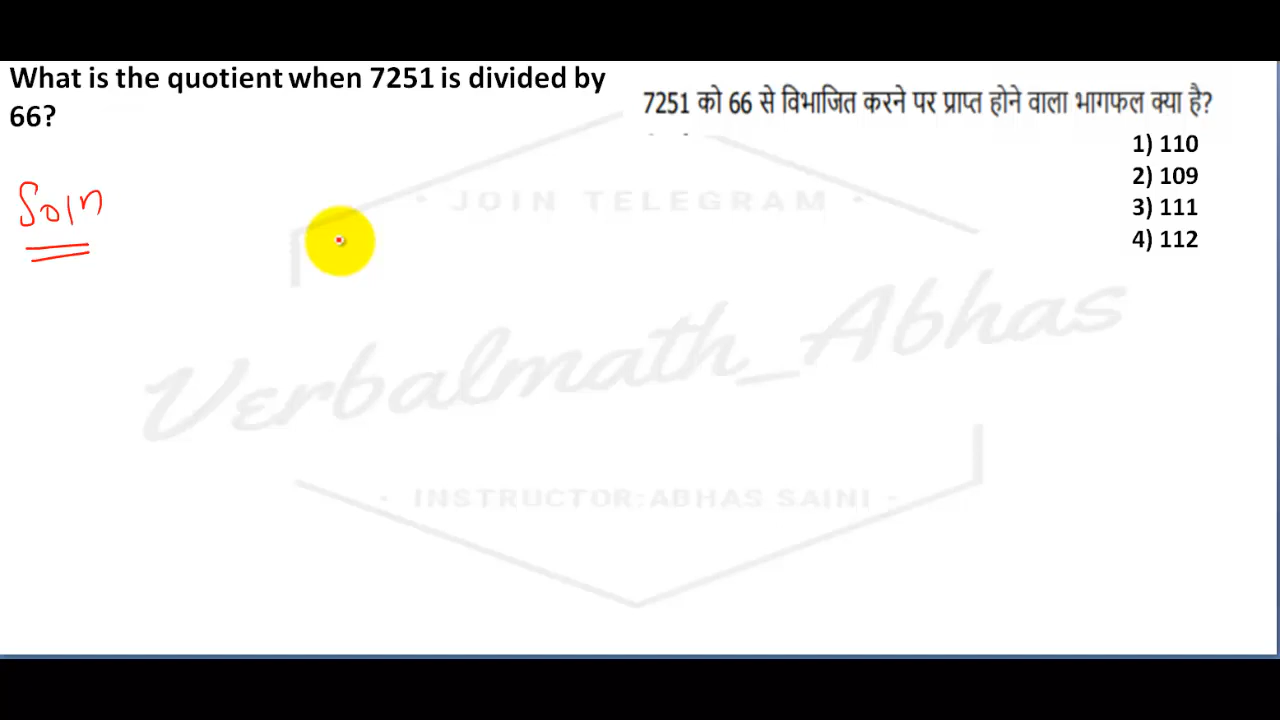 What is the quotient when 7251 is divided by
66?
7251 को 66 से विभाजित करने पर प्राप्त होने वाला भागफल क्या है?
1) 110
2) 109
3) 111
4) 112
Soln
· JOIN TELEGRAM ·
Verbalmath_Abhas
· INSTRUCTOR:ABHAS SAINI ·